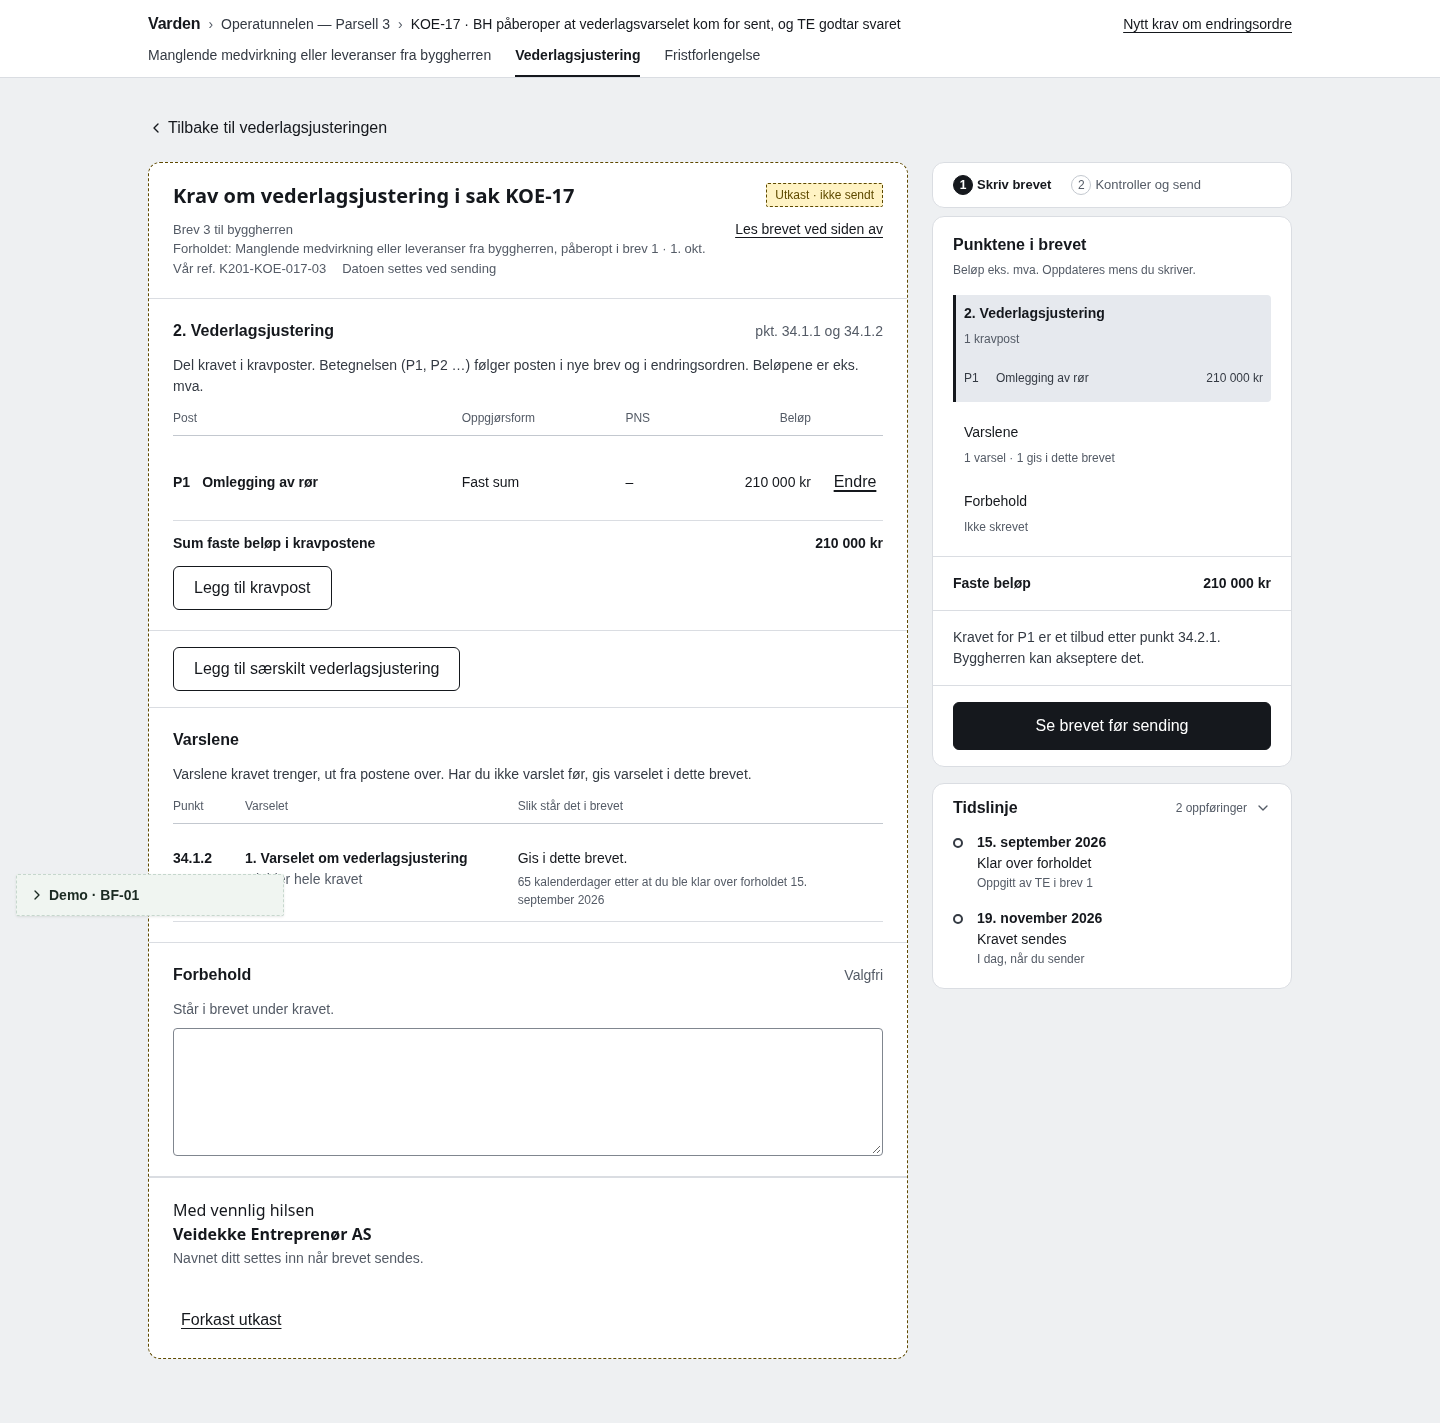 Varden › Operatunnelen — Parsell 3 › KOE-17 · BH påberoper at vederlagsvarselet kom for sent, og TE godtar svaret
Nytt krav om endringsordre
Manglende medvirkning eller leveranser fra byggherren
Vederlagsjustering
Fristforlengelse
Tilbake til vederlagsjusteringen
Krav om vederlagsjustering i sak KOE-17
Utkast · ikke sendt
Brev 3 til byggherren
Les brevet ved siden av
Forholdet: Manglende medvirkning eller leveranser fra byggherren, påberopt i brev 1 · 1. okt.
Vår ref. K201-KOE-017-03 Datoen settes ved sending
2. Vederlagsjustering
pkt. 34.1.1 og 34.1.2
Del kravet i kravposter. Betegnelsen (P1, P2 …) følger posten i nye brev og i endringsordren. Beløpene er eks.
mva.
Post Oppgjørsform PNS Beløp
P1 Omlegging av rør Fast sum – 210 000 kr Endre
Sum faste beløp i kravpostene 210 000 kr
Legg til kravpost
Legg til særskilt vederlagsjustering
Varslene
Varslene kravet trenger, ut fra postene over. Har du ikke varslet før, gis varselet i dette brevet.
Punkt Varselet Slik står det i brevet
34.1.2 1. Varselet om vederlagsjustering Gis i dette brevet.
hele kravet
65 kalenderdager etter at du ble klar over forholdet 15.
september 2026
Demo · BF-01
Forbehold
Valgfri
Står i brevet under kravet.
Med vennlig hilsen
Veidekke Entreprenør AS
Navnet ditt settes inn når brevet sendes.
Forkast utkast
1 Skriv brevet 2 Kontroller og send
Punktene i brevet
Beløp eks. mva. Oppdateres mens du skriver.
2. Vederlagsjustering
1 kravpost
P1 Omlegging av rør 210 000 kr
Varslene
1 varsel · 1 gis i dette brevet
Forbehold
Ikke skrevet
Faste beløp 210 000 kr
Kravet for P1 er et tilbud etter punkt 34.2.1.
Byggherren kan akseptere det.
Se brevet før sending
Tidslinje
2 oppføringer
15. september 2026
Klar over forholdet
Oppgitt av TE i brev 1
19. november 2026
Kravet sendes
I dag, når du sender